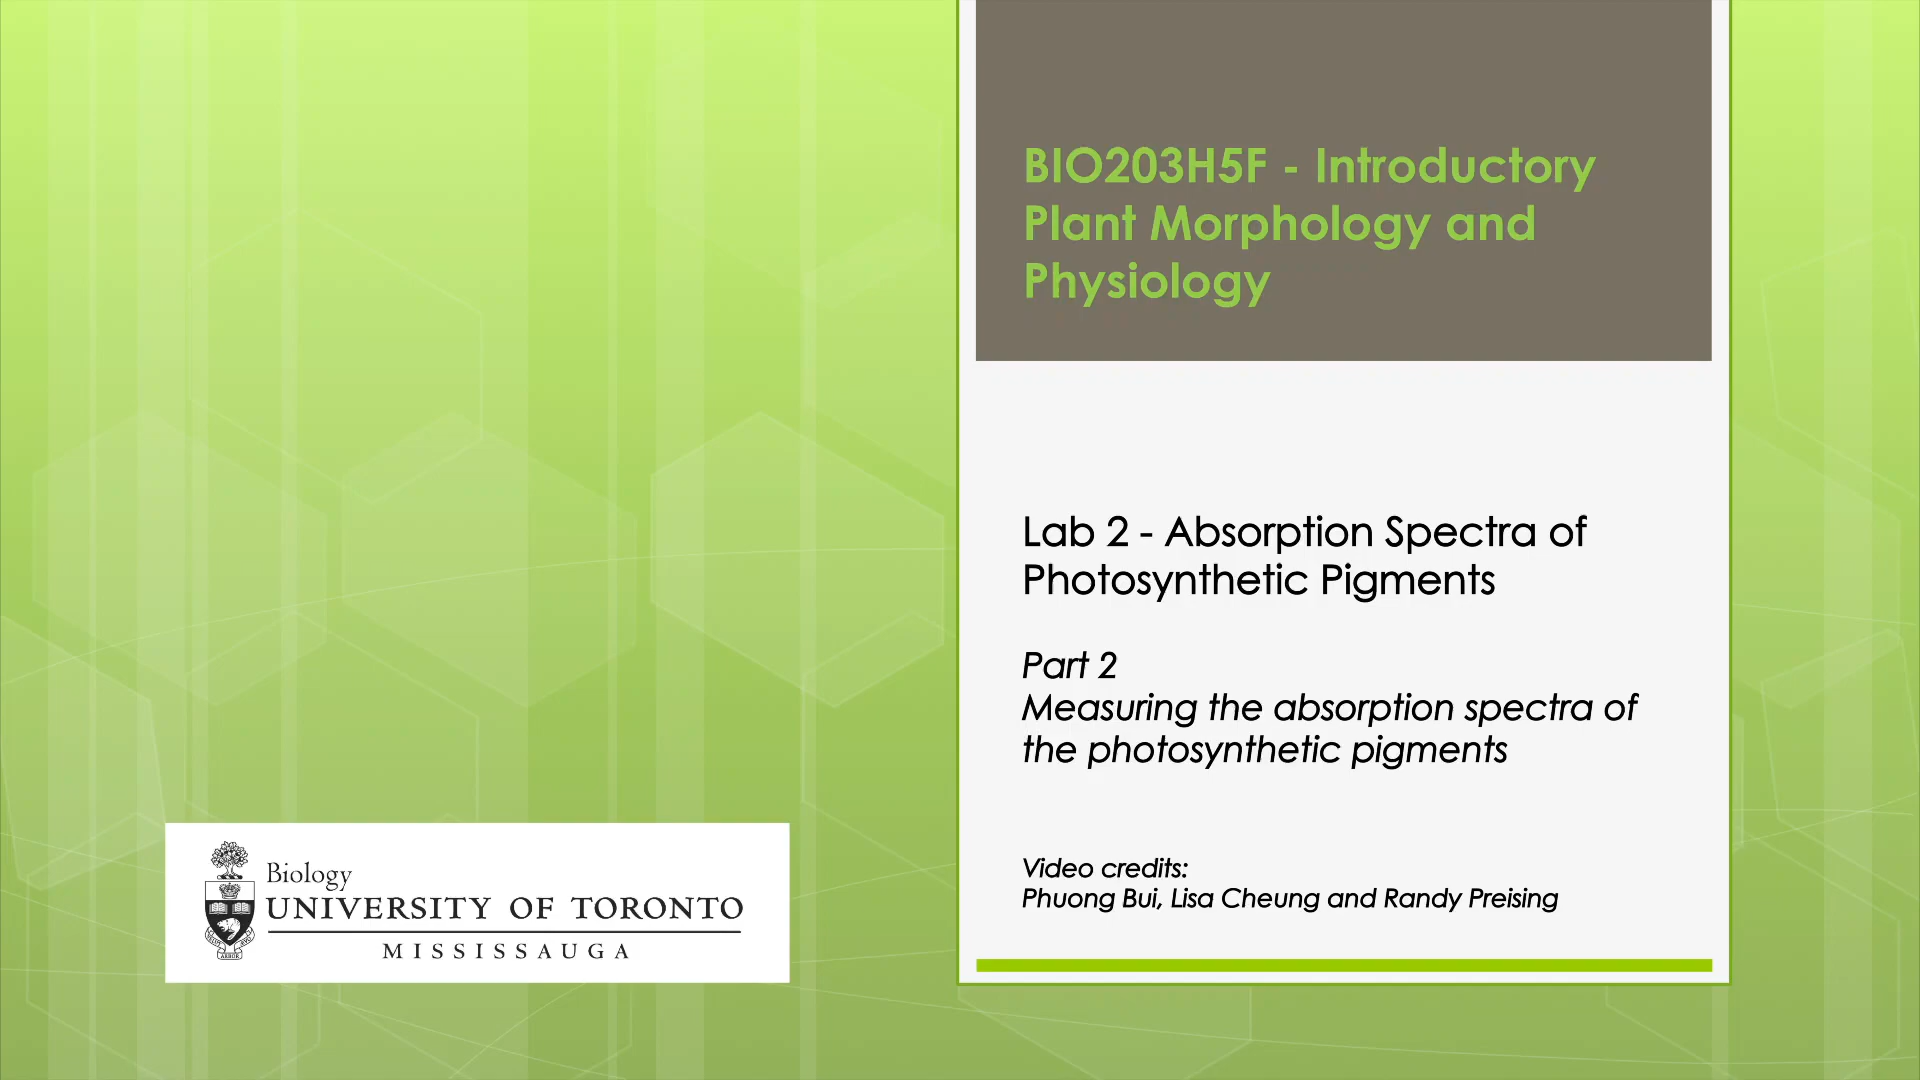 BIO203H5F - Introductory
Plant Morphology and
Physiology
Lab 2 - Absorption Spectra of
Photosynthetic Pigments
Part 2
Measuring the absorption spectra of
the photosynthetic pigments
Video credits:
Phuong Bui, Lisa Cheung and Randy Preising
Biology
UNIVERSITY OF TORONTO
MISSISSAUGA